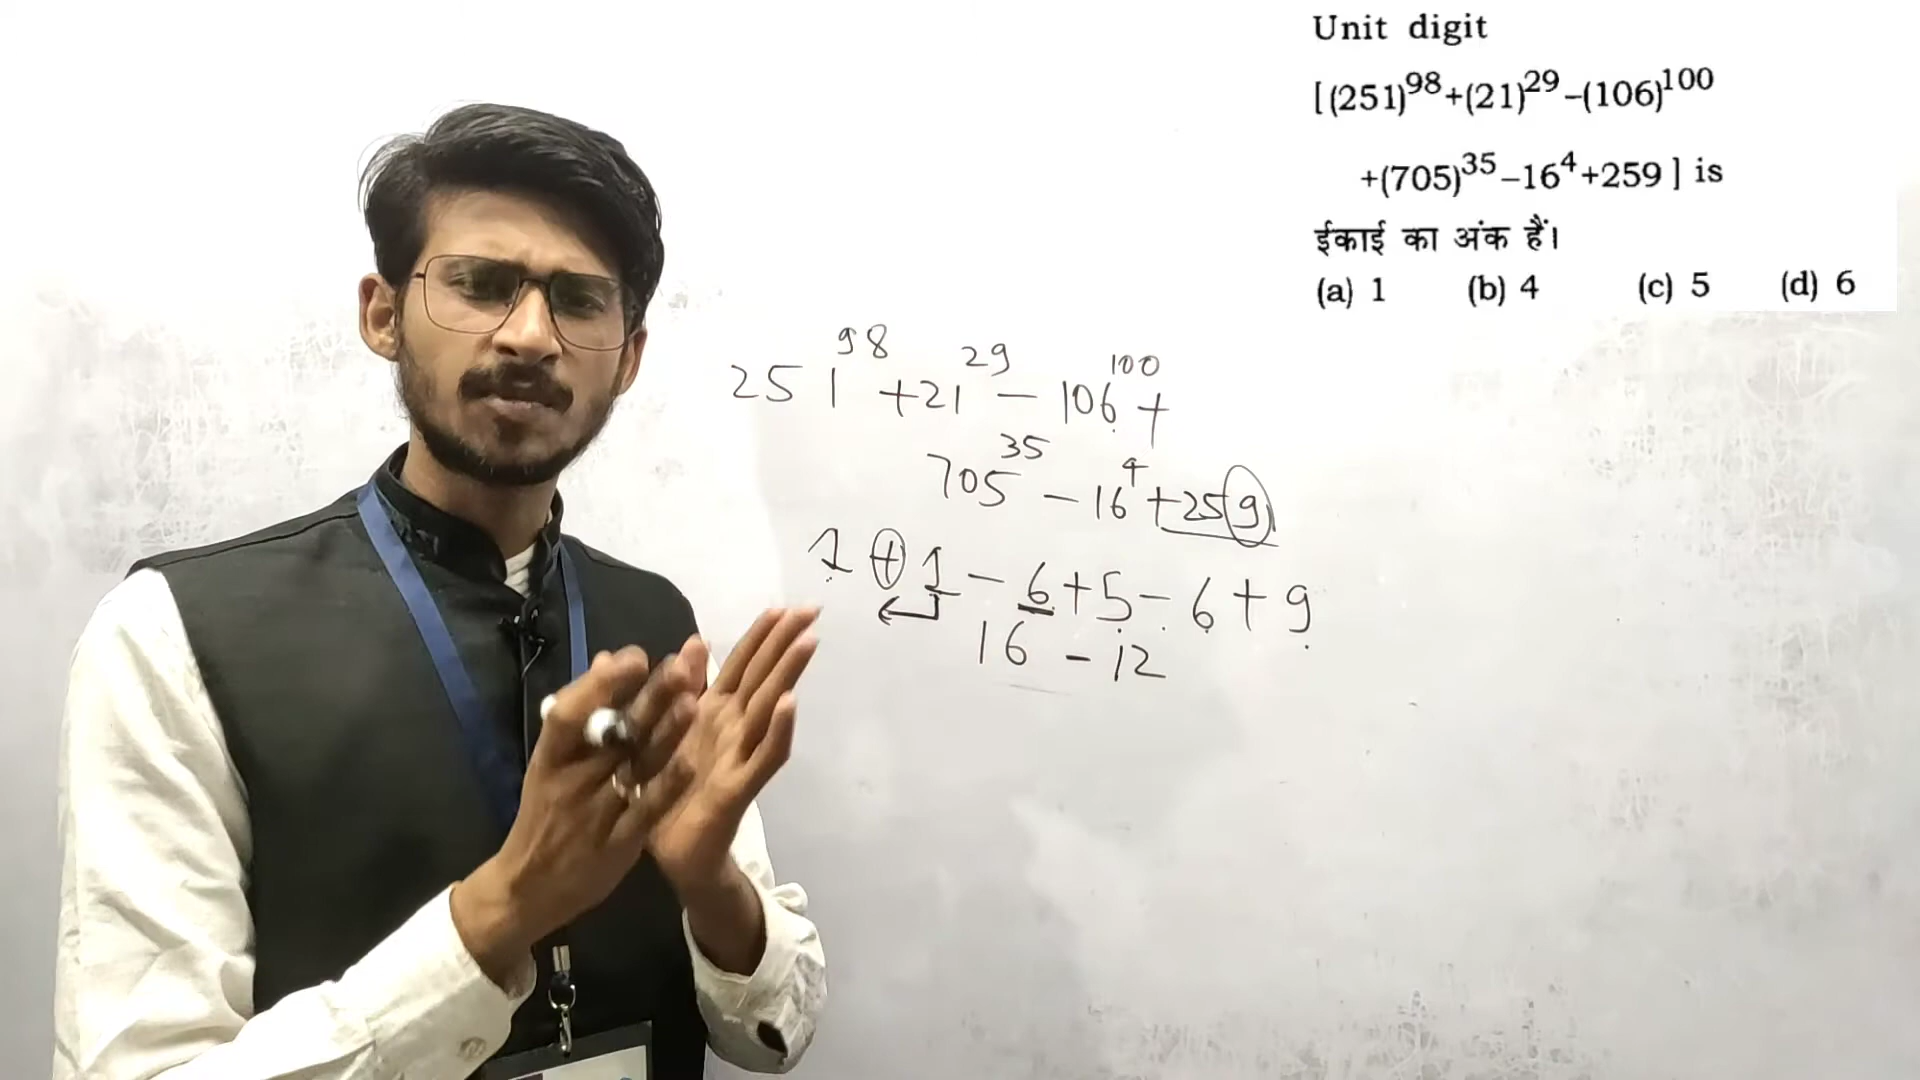 Unit digit
[(251)^98+(21)^29–(106)^100
+(705)^35–16^4+259] is
ईकाई का अंक हैं।
(a) 1 (b) 4 (c) 5 (d) 6
251^98 + 21^29 – 106^100 +
705^35 – 16^4 + 259
1 + 1 – 6 + 5 – 6 + 9
16 – 12